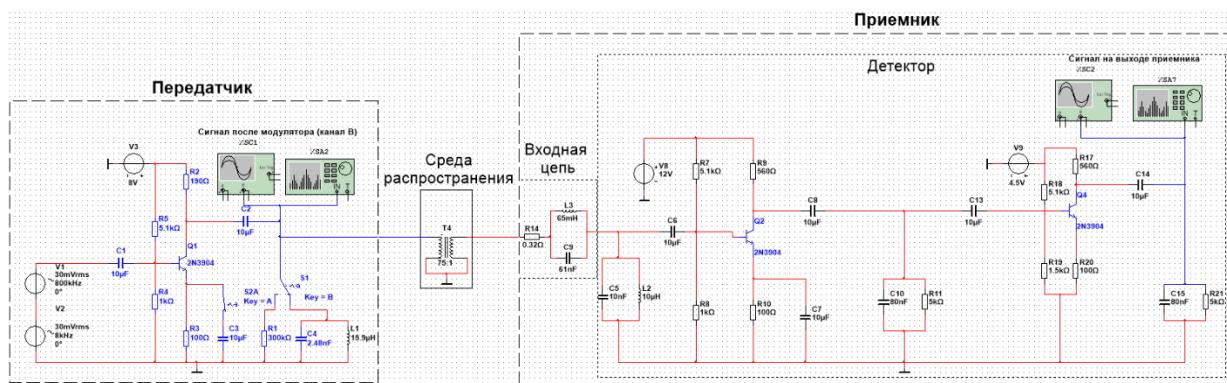 Передатчик
Сигнал после модулятора (канал B)
XSC1
XSA2
V3
8V
R2
190Ω
C2
10µF
R5
5.1kΩ
Q1
2N3904
C1
10µF
V1
30mVrms
800kHz
0°
V2
30mVrms
8kHz
0°
R4
1kΩ
R3
100Ω
S2A
Key = A
C3
10µF
S1
Key = B
R1
300kΩ
C4
2.48nF
L1
15.9µH
Среда
распространения
T4
75:1
Приемник
Входная
цепь
R14
0.32Ω
L3
65mH
C9
61nF
Детектор
C5
10nF
L2
10µH
C6
10µF
V8
12V
R7
5.1kΩ
R9
560Ω
Q2
2N3904
R8
1kΩ
R10
100Ω
C7
10µF
C8
10µF
C10
80nF
R11
5kΩ
C13
10µF
Сигнал на выходе приемника
XSC2
Ext Trig
XSA7
IN T
V9
4.5V
R17
560Ω
R18
5.1kΩ
C14
10µF
Q4
2N3904
R19
1.5kΩ
R20
100Ω
C15
80nF
R21
5kΩ